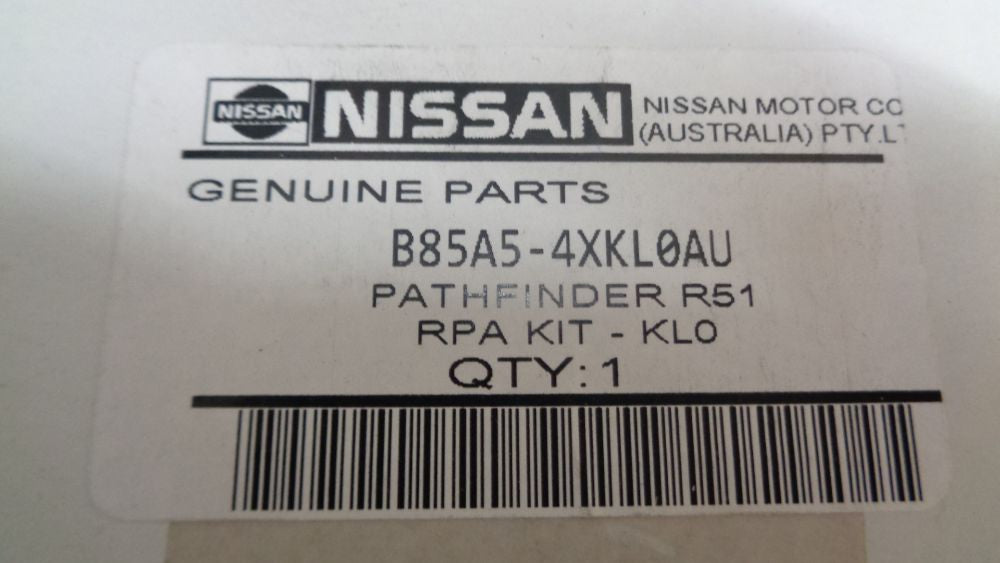 NISSAN NISSAN NISSAN MOTOR CO
(AUSTRALIA) PTY.LT
GENUINE PARTS
B85A5-4XKL0AU
PATHFINDER R51
RPA KIT - KL0
QTY: 1